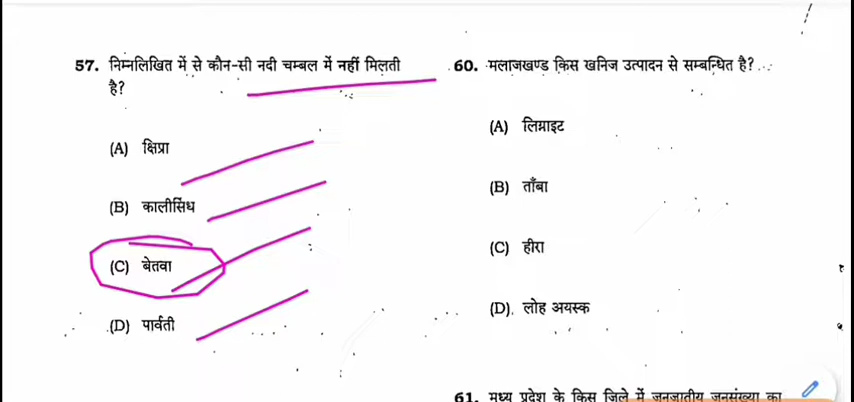 57. निम्नलिखित में से कौन-सी नदी चम्बल में नहीं मिलती
है?
(A) क्षिप्रा
(B) कालीसिंध
(C) बेतवा
(D) पार्वती
60. मलाजखण्ड किस खनिज उत्पादन से सम्बन्धित है?
(A) लिग्नाइट
(B) ताँबा
(C) हीरा
(D) लोह अयस्क
61. मध्य प्रदेश के किस जिले में जनजातीय जनसंख्या का